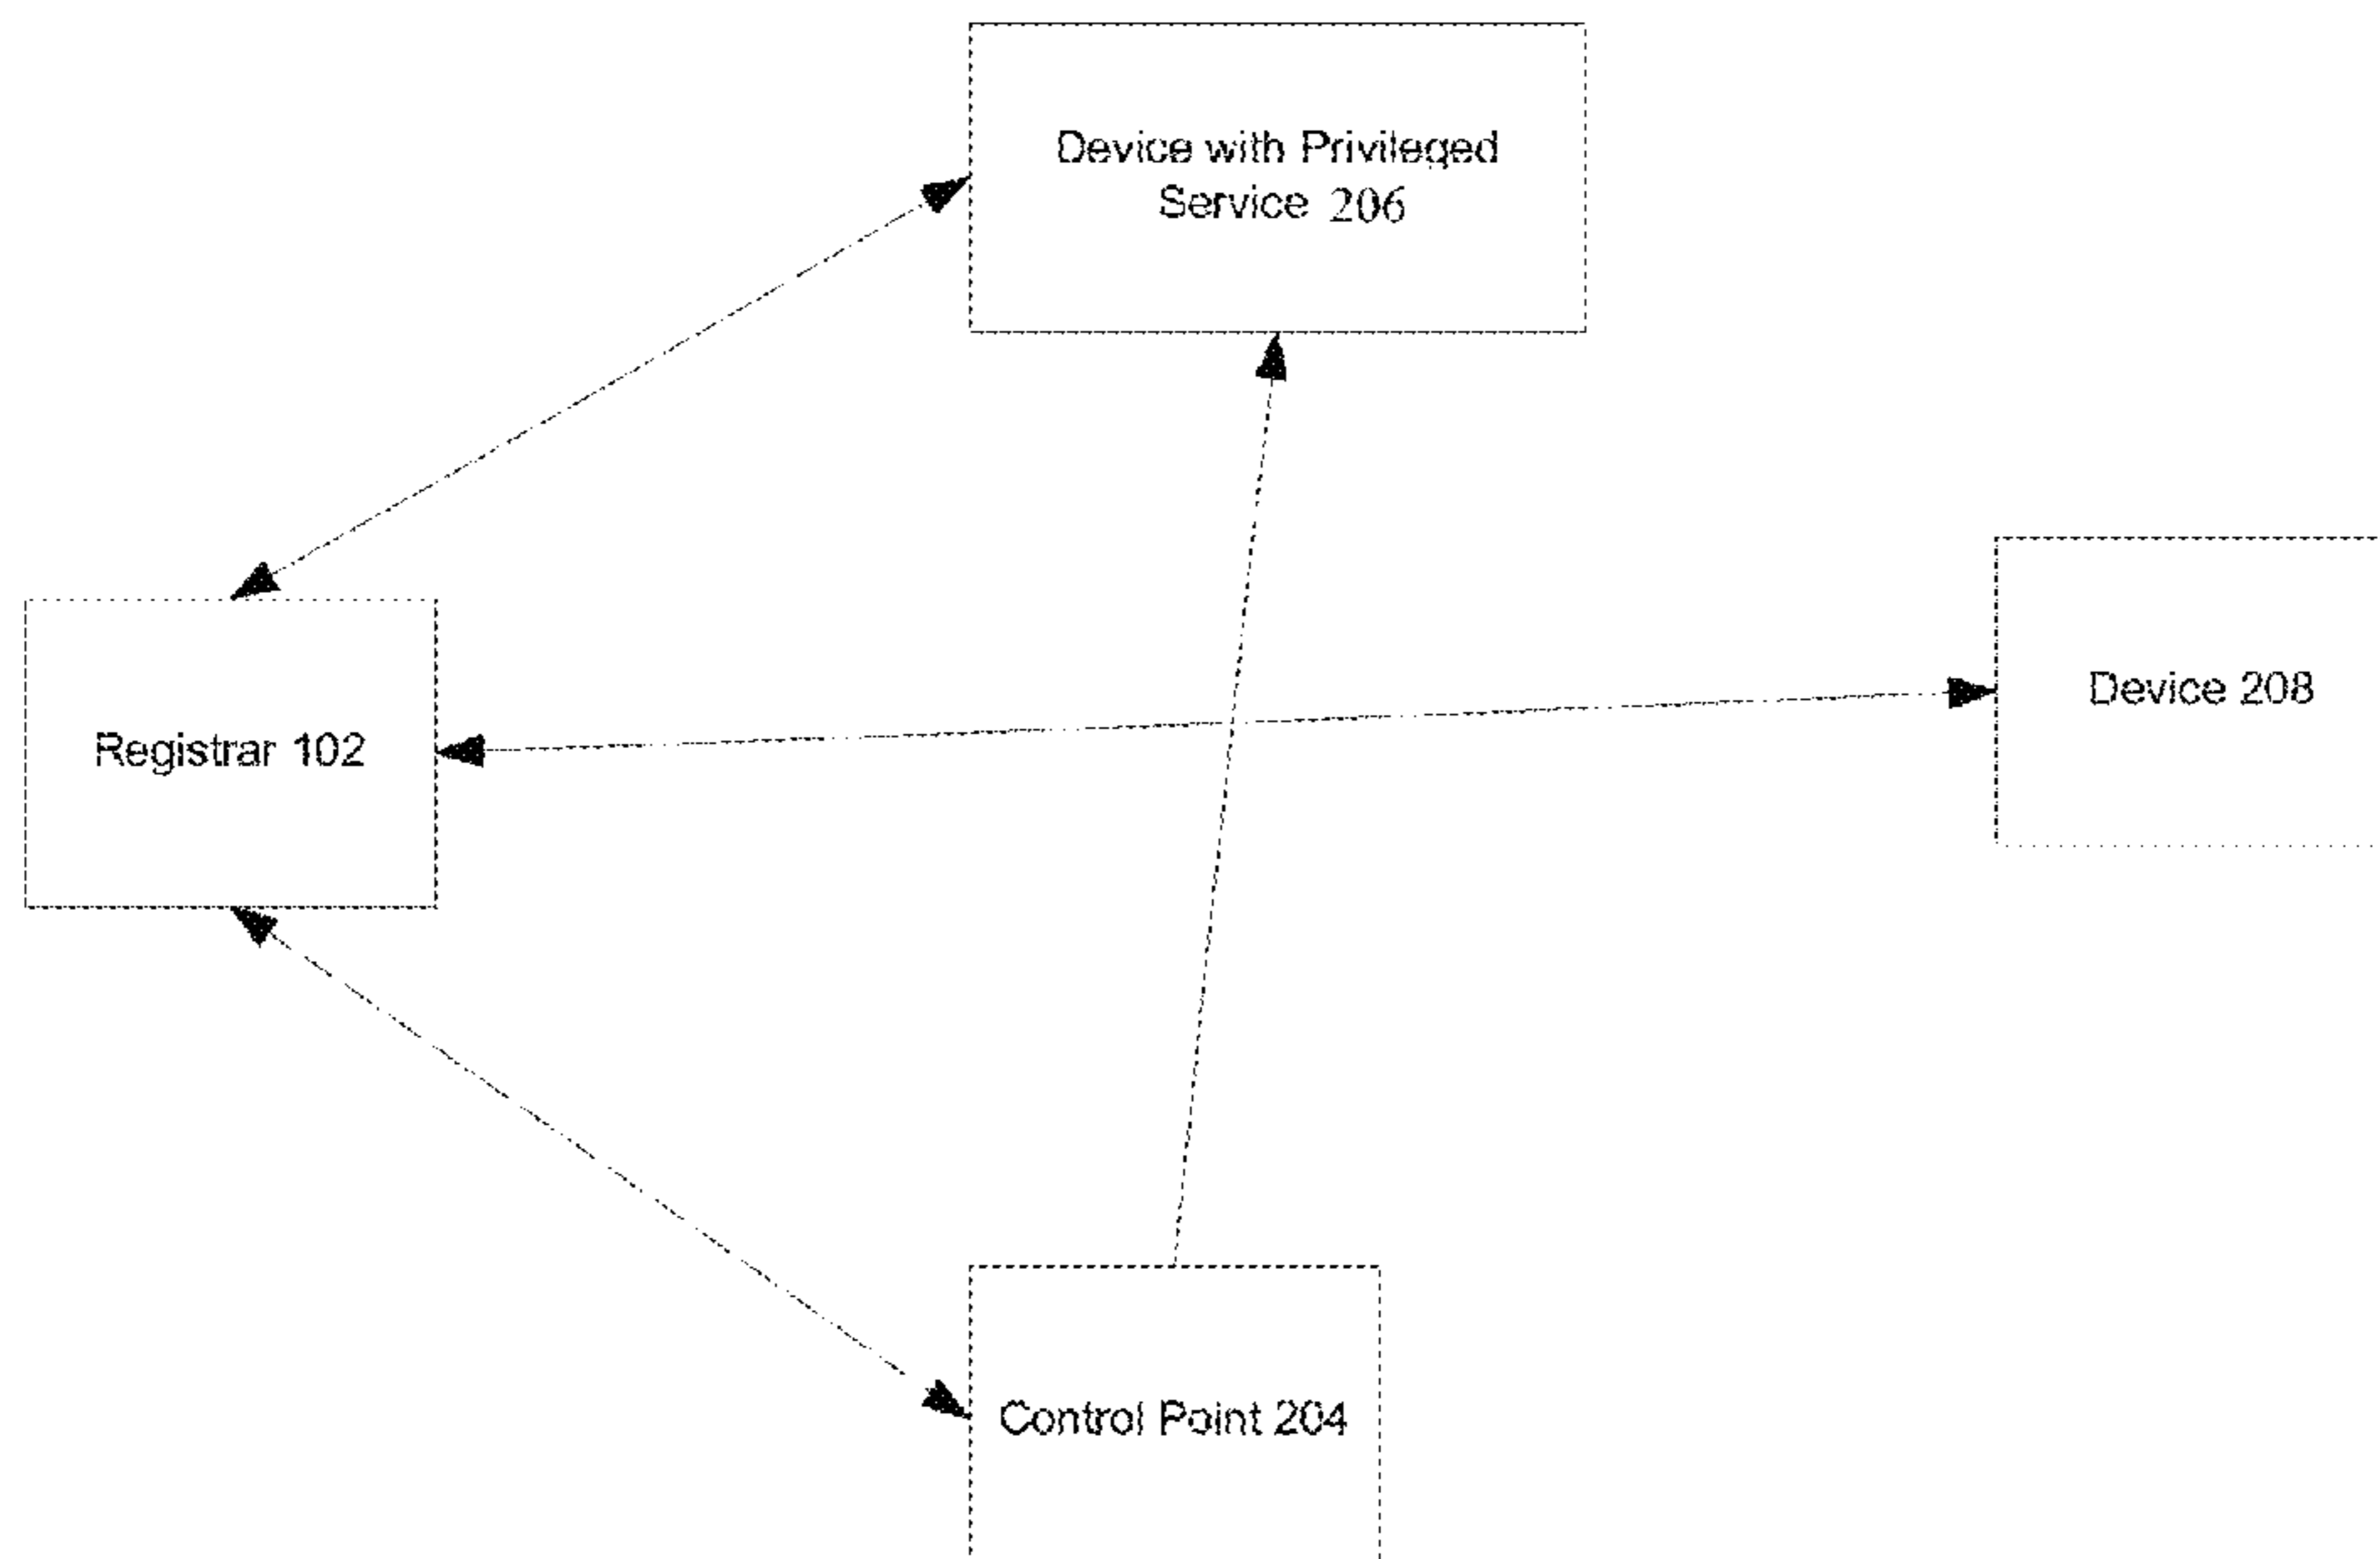 Device with Privileged
Service 206
Device 208
Registrar 102
Control Point 204